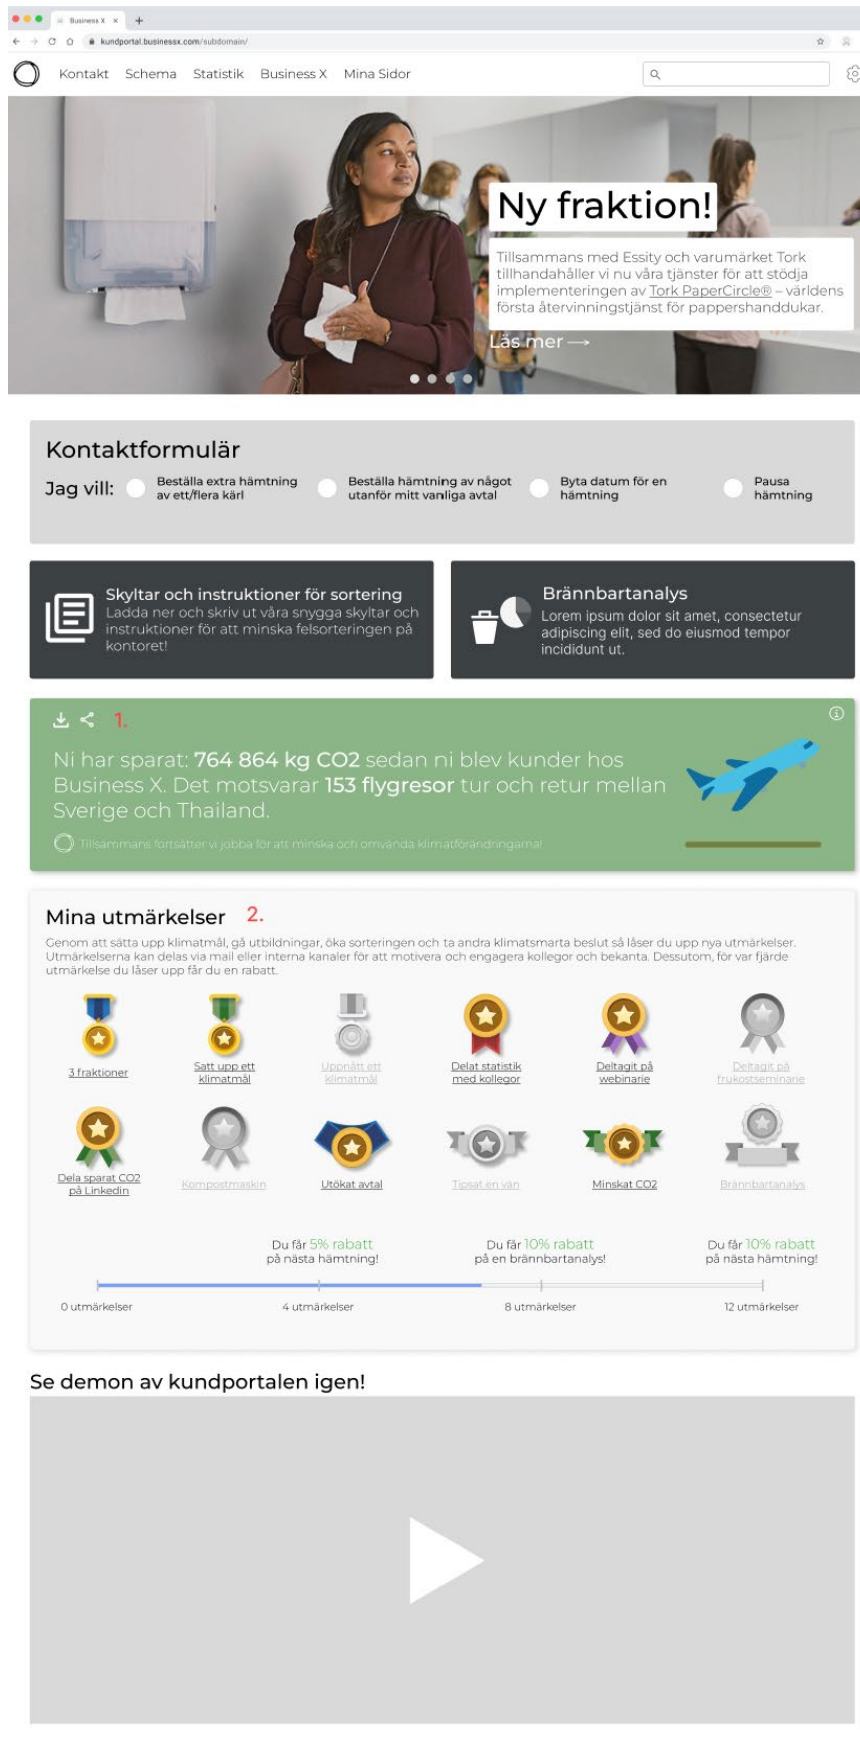 Business X
kundportal.businessx.com/subdomain/
Kontakt Schema Statistik Business X Mina Sidor
Ny fraktion!
Tillsammans med Essity och varumärket Tork
tillhandahåller vi nu våra tjänster för att stödja
implementeringen av Tork PaperCircle® – världens
första återvinningstjänst för pappershanddukar.
Läs mer
Kontaktformulär
Jag vill:
Beställa extra hämtning
av ett/flera kärl
Beställa hämtning av något
utanför mitt vanliga avtal
Byta datum för en
hämtning
Pausa
hämtning
Skyltar och instruktioner för sortering
Ladda ner och skriv ut våra snygga skyltar och
instruktioner för att minska felsorteringen på
kontoret!
Brännbartanalys
Lorem ipsum dolor sit amet, consectetur
adipiscing elit, sed do eiusmod tempor
incididunt ut.
1.
Ni har sparat: 764 864 kg CO2 sedan ni blev kunder hos
Business X. Det motsvarar 153 flygresor tur och retur mellan
Sverige och Thailand.
Tillsammans fortsätter vi jobba för att minska och omvända klimatförändringarna!
Mina utmärkelser 2.
Genom att sätta upp klimatmål, gå utbildningar, öka sorteringen och ta andra klimatsmarta beslut så låser du upp nya utmärkelser.
Utmärkelserna kan delas via mail eller interna kanaler för att motivera och engagera kollegor och bekanta. Dessutom, för var fjärde
utmärkelse du låser upp får du en rabatt.
3 fraktioner
Satt upp ett
klimatmål
Uppnått ett
klimatmål
Delat statistik
med kollegor
Deltagit på
webinarie
Deltagit på
frukostseminarie
Dela sparat CO2
på Linkedin
Kompostmaskin
Utökat avtal
Tipsat en vän
Minskat CO2
Brännbartanalys
Du får 5% rabatt
på nästa hämtning!
Du får 10% rabatt
på en brännbartanalys!
Du får 10% rabatt
på nästa hämtning!
0 utmärkelser
4 utmärkelser
8 utmärkelser
12 utmärkelser
Se demon av kundportalen igen!